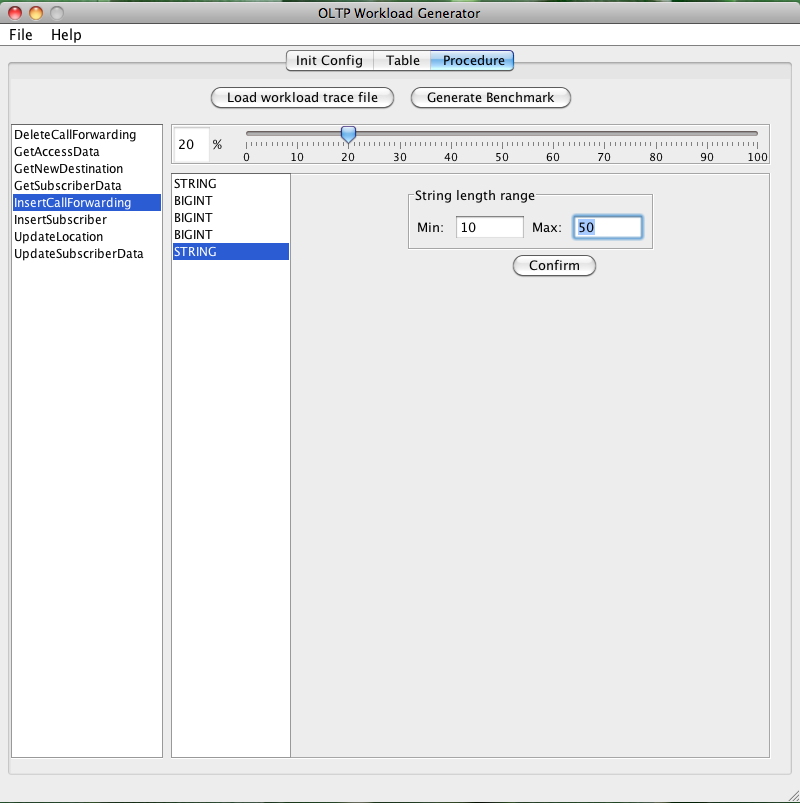 OLTP Workload Generator
File Help
Init Config Table Procedure
Load workload trace file Generate Benchmark
DeleteCallForwarding
GetAccessData
GetNewDestination
GetSubscriberData
InsertCallForwarding
InsertSubscriber
UpdateLocation
UpdateSubscriberData
20 %
0 10 20 30 40 50 60 70 80 90 100
STRING
BIGINT
BIGINT
BIGINT
STRING
String length range
Min: 10 Max: 50
Confirm